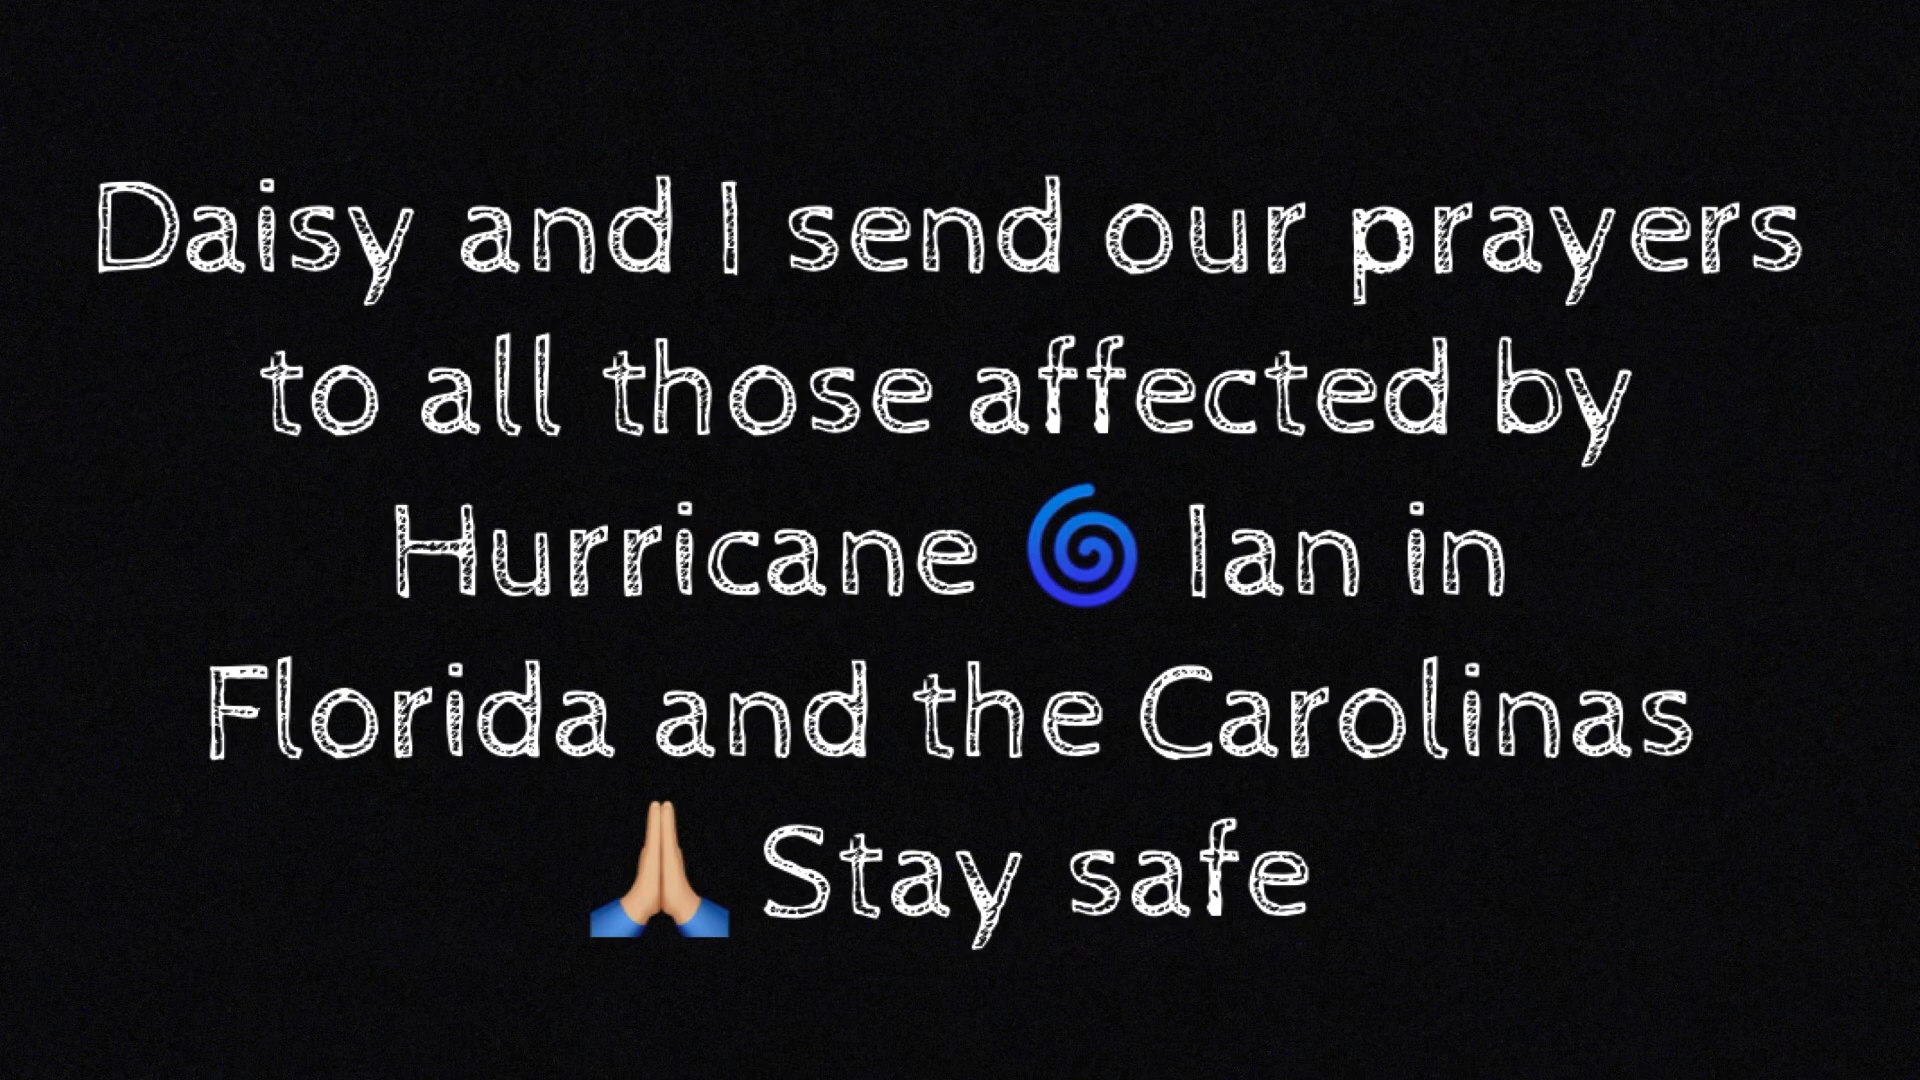 Daisy and I send our prayers
to all those affected by
Hurricane 🌀 Ian in
Florida and the Carolinas
🙏🏼 Stay safe